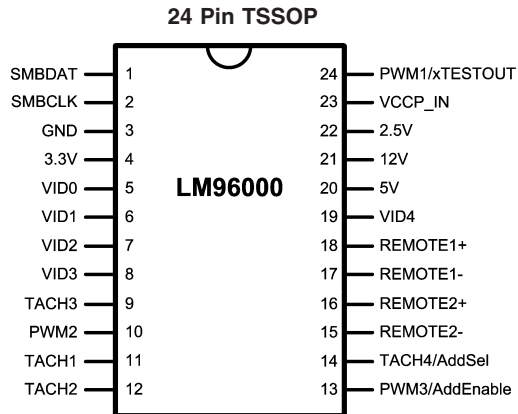 24 Pin TSSOP
SMBDAT 1 24 PWM1/xTESTOUT
SMBCLK 2 23 VCCP_IN
GND 3 22 2.5V
3.3V 4 21 12V
VID0 5 LM96000 20 5V
VID1 6 19 VID4
VID2 7 18 REMOTE1+
VID3 8 17 REMOTE1-
TACH3 9 16 REMOTE2+
PWM2 10 15 REMOTE2-
TACH1 11 14 TACH4/AddSel
TACH2 12 13 PWM3/AddEnable